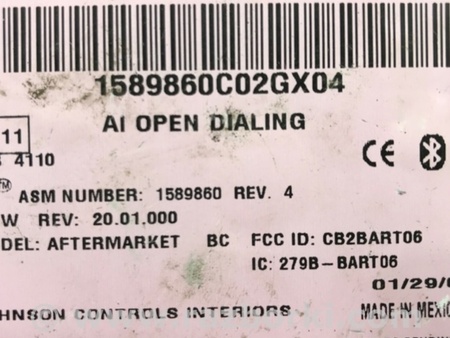 1589860C02GX04
AI OPEN DIALING
11
4110
CE
TM ASM NUMBER: 1589860 REV. 4
W REV: 20.01.000
DEL: AFTERMARKET BC FCC ID: CB2BART06
IC: 279B-BART06
01/29/0
HNSON CONTROLS INTERIORS MADE IN MEXIC